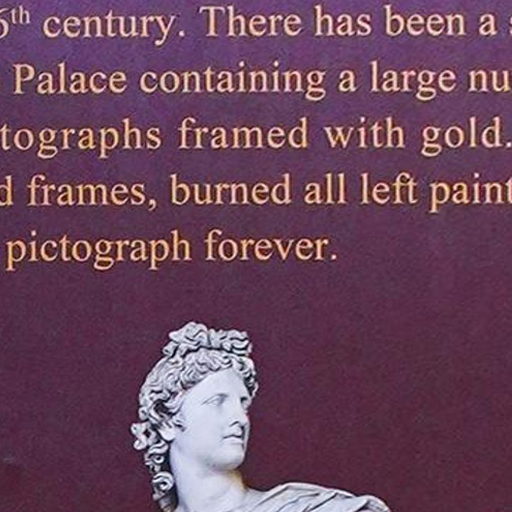 6th century. There has been a
Palace containing a large nu
tographs framed with gold.
d frames, burned all left paint
pictograph forever.